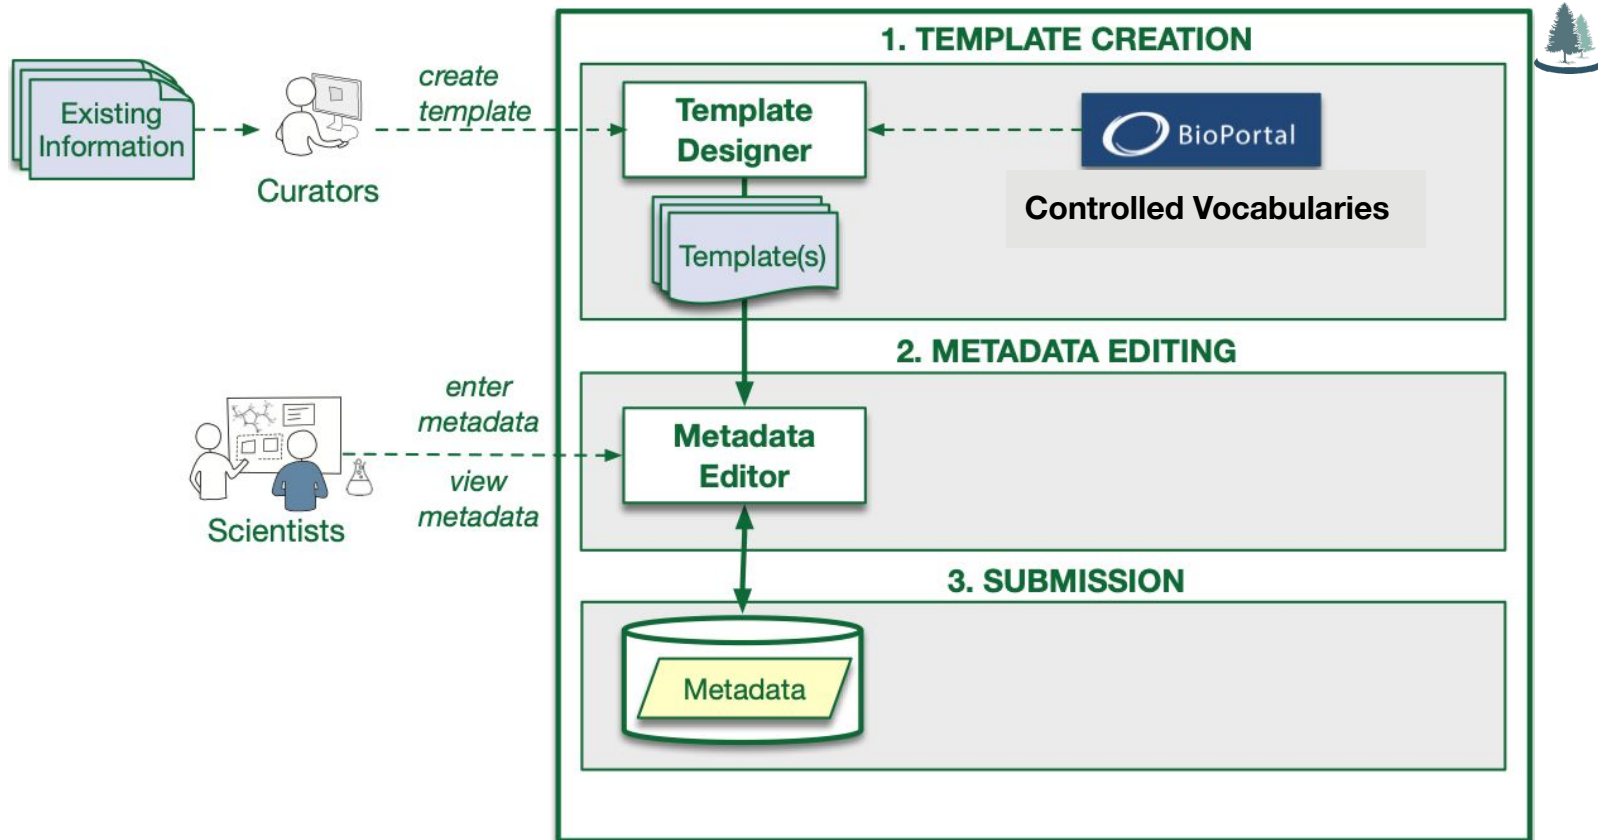 1. TEMPLATE CREATION
Existing
Information
Curators
create
template
Template
Designer
BioPortal
Controlled Vocabularies
Template(s)
2. METADATA EDITING
Scientists
enter
metadata
view
metadata
Metadata
Editor
3. SUBMISSION
Metadata